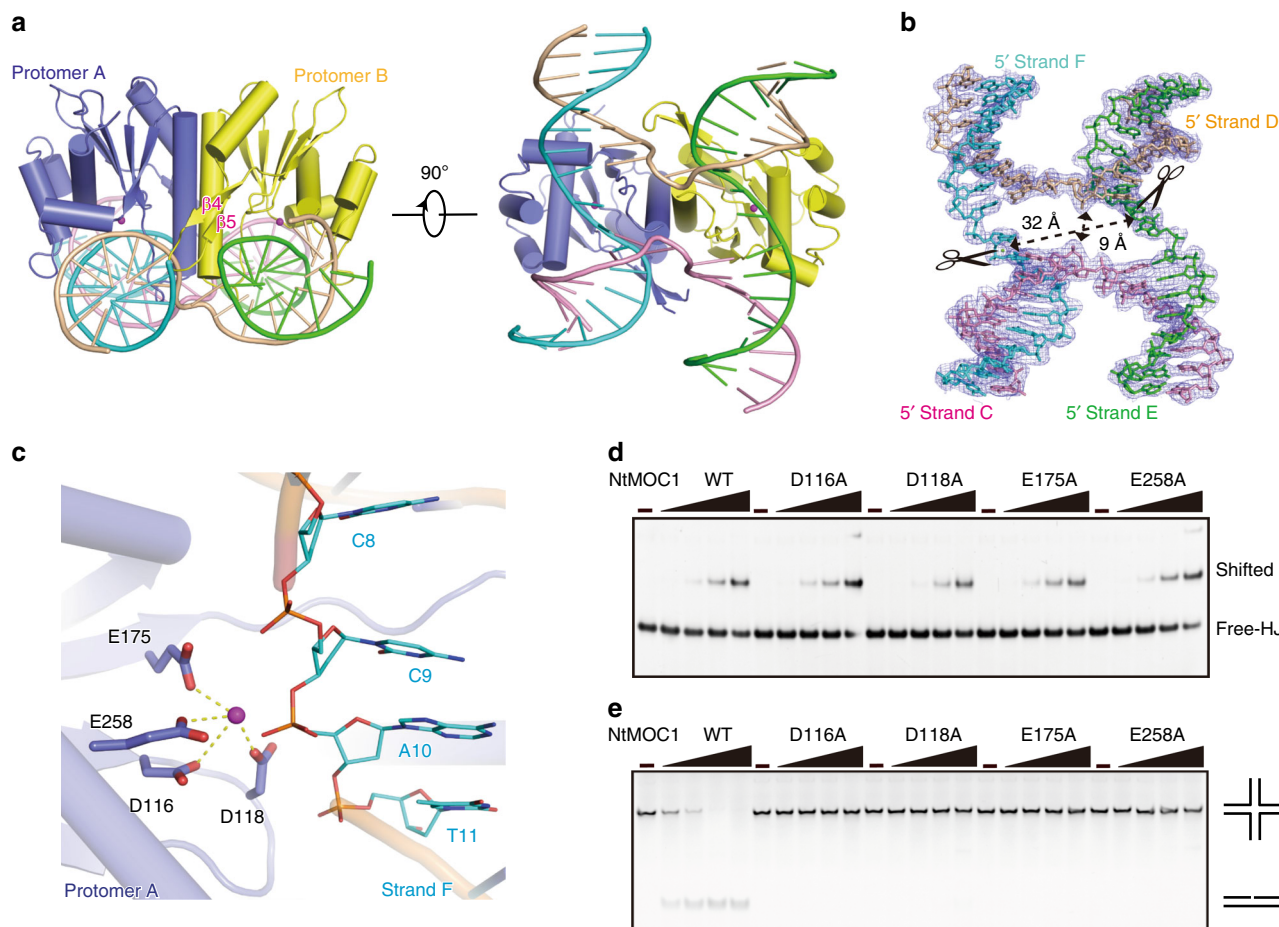 a
Protomer A
Protomer B
β4
β5
90°
b
5′ Strand F
5′ Strand D
32 Å
9 Å
5′ Strand C
5′ Strand E
c
C8
E175
C9
E258
A10
D116
D118
T11
Protomer A
Strand F
d
NtMOC1 WT D116A D118A E175A E258A
Shifted
Free-HJ
e
NtMOC1 WT D116A D118A E175A E258A